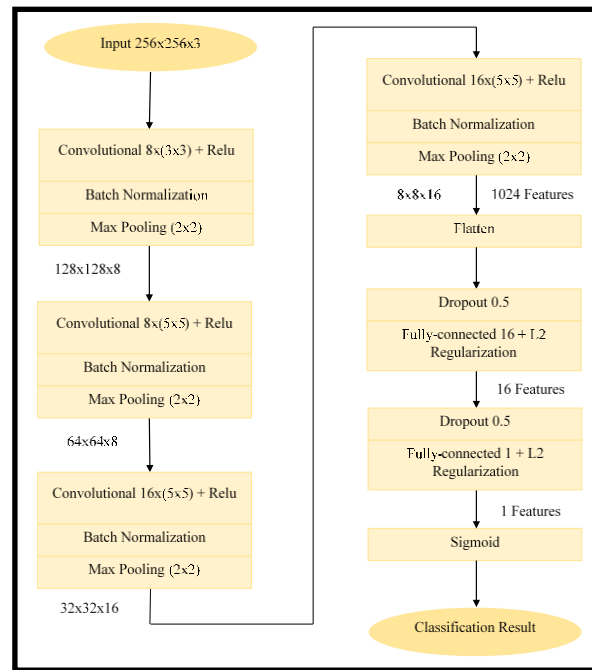 Input 256x256x3
Convolutional 8x(3x3) + Relu
Batch Normalization
Max Pooling (2x2)
128x128x8
Convolutional 8x(5x5) + Relu
Batch Normalization
Max Pooling (2x2)
64x64x8
Convolutional 16x(5x5) + Relu
Batch Normalization
Max Pooling (2x2)
32x32x16
Convolutional 16x(5x5) + Relu
Batch Normalization
Max Pooling (2x2)
8x8x16 1024 Features
Flatten
Dropout 0.5
Fully-connected 16 + L2
Regularization
16 Features
Dropout 0.5
Fully-connected 1 + L2
Regularization
1 Features
Sigmoid
Classification Result